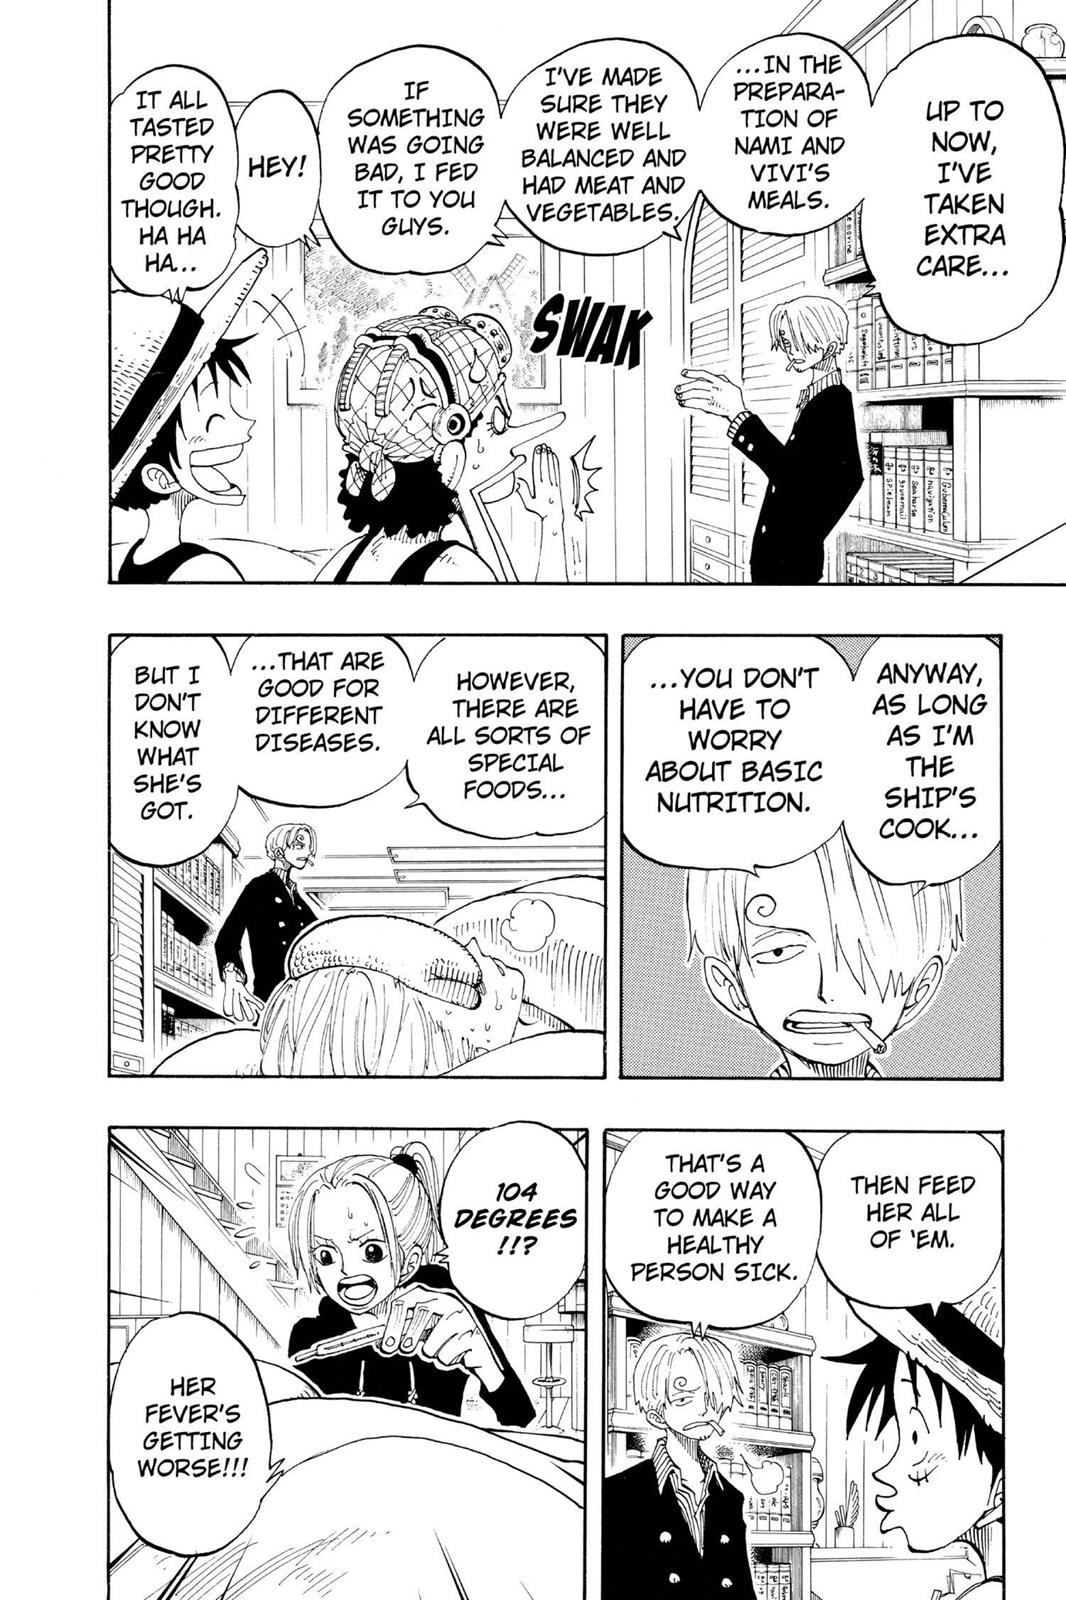 UP TO
NOW,
I'VE
TAKEN
EXTRA
CARE...
...IN THE
PREPARA-
TION OF
NAMI AND
VIVI'S
MEALS.
I'VE MADE
SURE THEY
WERE WELL
BALANCED AND
HAD MEAT AND
VEGETABLES.
IF
SOMETHING
WAS GOING
BAD, I FED
IT TO YOU
GUYS.
HEY!
SWAK
IT ALL
TASTED
PRETTY
GOOD
THOUGH.
HA HA
HA...
ANYWAY,
AS LONG
AS I'M
THE
SHIP'S
COOK...
...YOU DON'T
HAVE TO
WORRY
ABOUT BASIC
NUTRITION.
HOWEVER,
THERE ARE
ALL SORTS OF
SPECIAL
FOODS...
...THAT ARE
GOOD FOR
DIFFERENT
DISEASES.
BUT I
DON'T
KNOW
WHAT
SHE'S
GOT.
THEN FEED
HER ALL
OF 'EM.
THAT'S A
GOOD WAY
TO MAKE A
HEALTHY
PERSON SICK.
104
DEGREES
!!?
HER
FEVER'S
GETTING
WORSE!!!